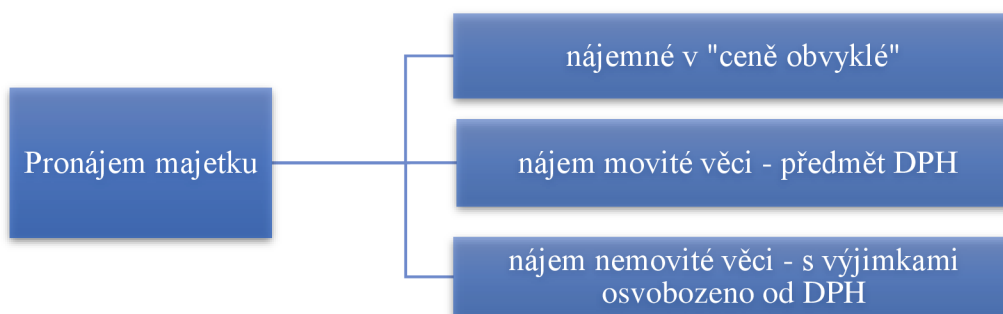 Pronájem majetku
nájemné v "ceně obvyklé"
nájem movité věci - předmět DPH
nájem nemovité věci - s výjimkami
osvobozeno od DPH